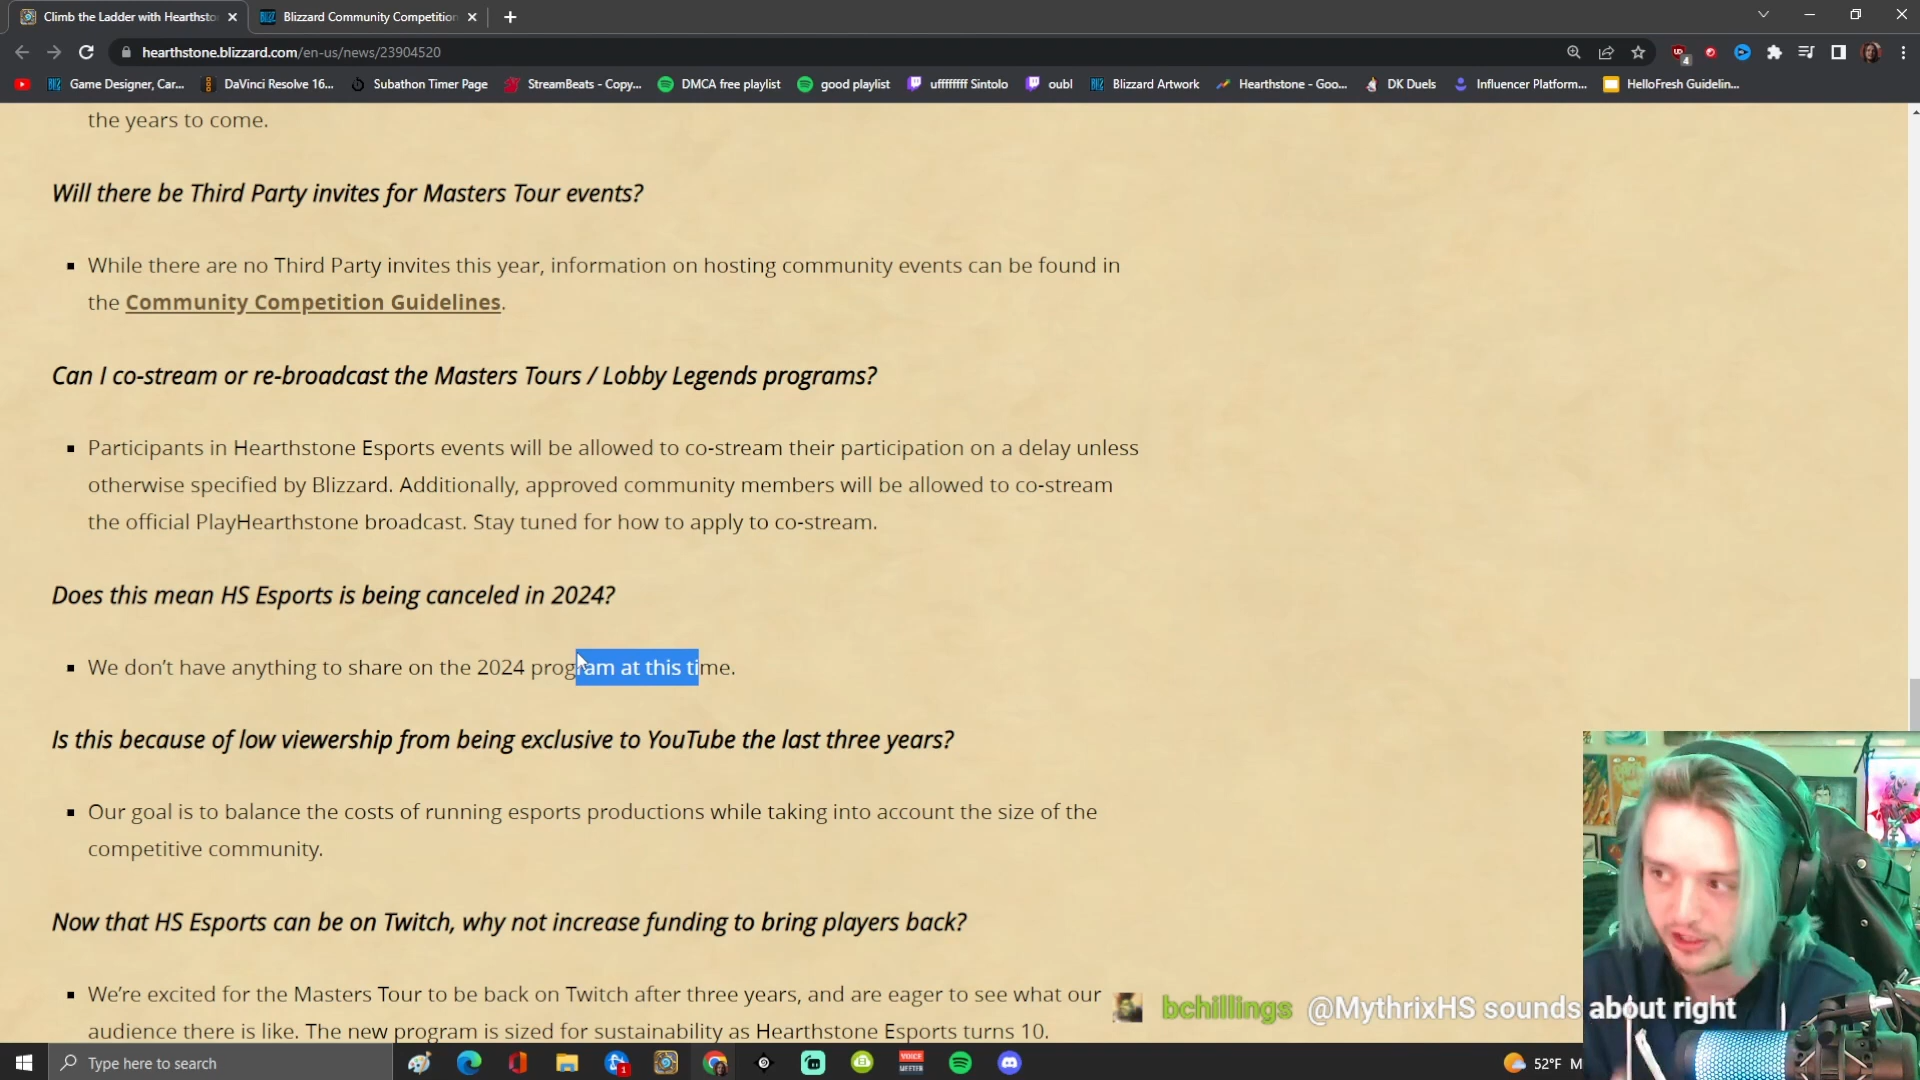 Climb the Ladder with Hearthsto
Blizzard Community Competition
hearthstone.blizzard.com/en-us/news/23904520
Game Designer, Car...
DaVinci Resolve 16...
Subathon Timer Page
StreamBeats - Copy...
DMCA free playlist
good playlist
uffffffff Sintolo
oubl
Blizzard Artwork
Hearthstone - Goo...
DK Duels
Influencer Platform...
HelloFresh Guidelin...
the years to come.
Will there be Third Party invites for Masters Tour events?
While there are no Third Party invites this year, information on hosting community events can be found in
the Community Competition Guidelines.
Can I co-stream or re-broadcast the Masters Tours / Lobby Legends programs?
Participants in Hearthstone Esports events will be allowed to co-stream their participation on a delay unless
otherwise specified by Blizzard. Additionally, approved community members will be allowed to co-stream
the official PlayHearthstone broadcast. Stay tuned for how to apply to co-stream.
Does this mean HS Esports is being canceled in 2024?
We don't have anything to share on the 2024 program at this time.
Is this because of low viewership from being exclusive to YouTube the last three years?
Our goal is to balance the costs of running esports productions while taking into account the size of the
competitive community.
Now that HS Esports can be on Twitch, why not increase funding to bring players back?
We're excited for the Masters Tour to be back on Twitch after three years, and are eager to see what our
audience there is like. The new program is sized for sustainability as Hearthstone Esports turns 10.
bchillings @MythrixHS sounds about right
Type here to search
VOICE
MEETER
52°F M